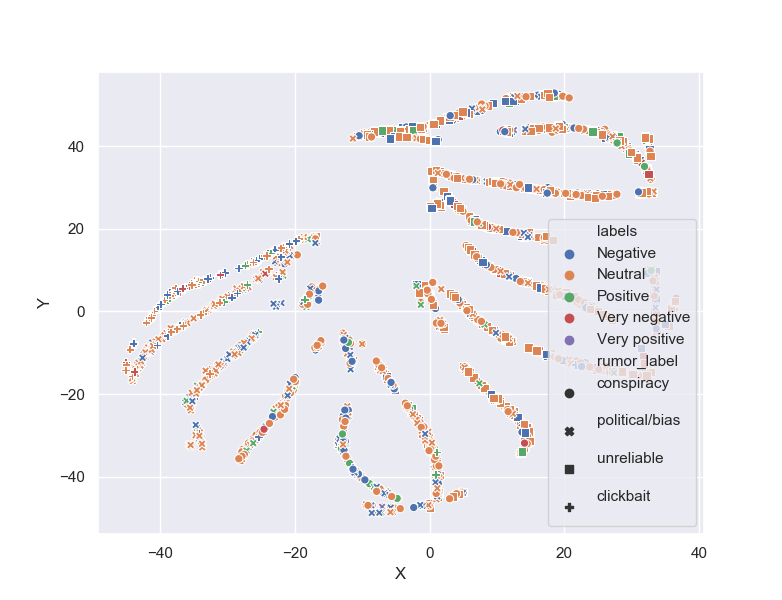 40
20
0
−20
−40
−40
−20
0
20
40
X
Y
labels
Negative
Neutral
Positive
Very negative
Very positive
rumor_label
conspiracy
political/bias
unreliable
clickbait